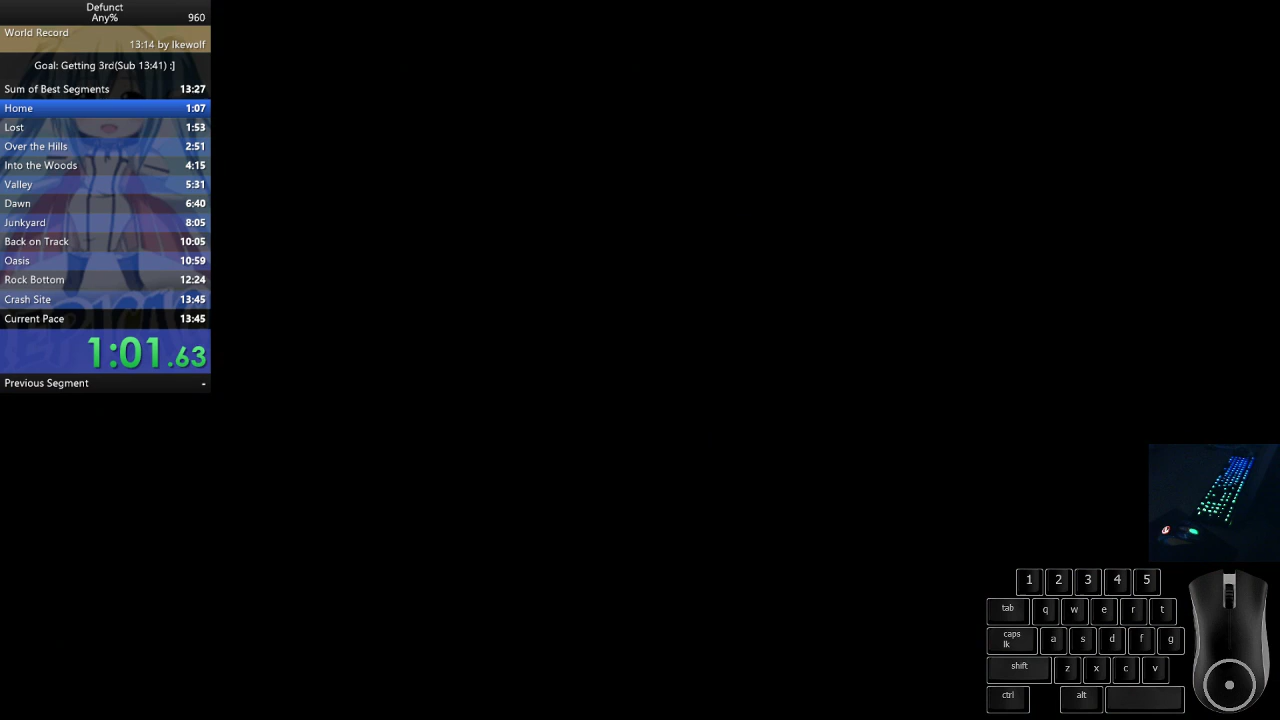 Defunct
Any% 960
World Record
13:14 by Ikewolf
Goal: Getting 3rd(Sub 13:41) :]
Sum of Best Segments 13:27
Home 1:07
Lost 1:53
Over the Hills 2:51
Into the Woods 4:15
Valley 5:31
Dawn 6:40
Junkyard 8:05
Back on Track 10:05
Oasis 10:59
Rock Bottom 12:24
Crash Site 13:45
Current Pace 13:45
1:01.63
Previous Segment -
1 2 3 4 5
tab q w e r t
caps lk a s d f g
shift z x c v
ctrl alt